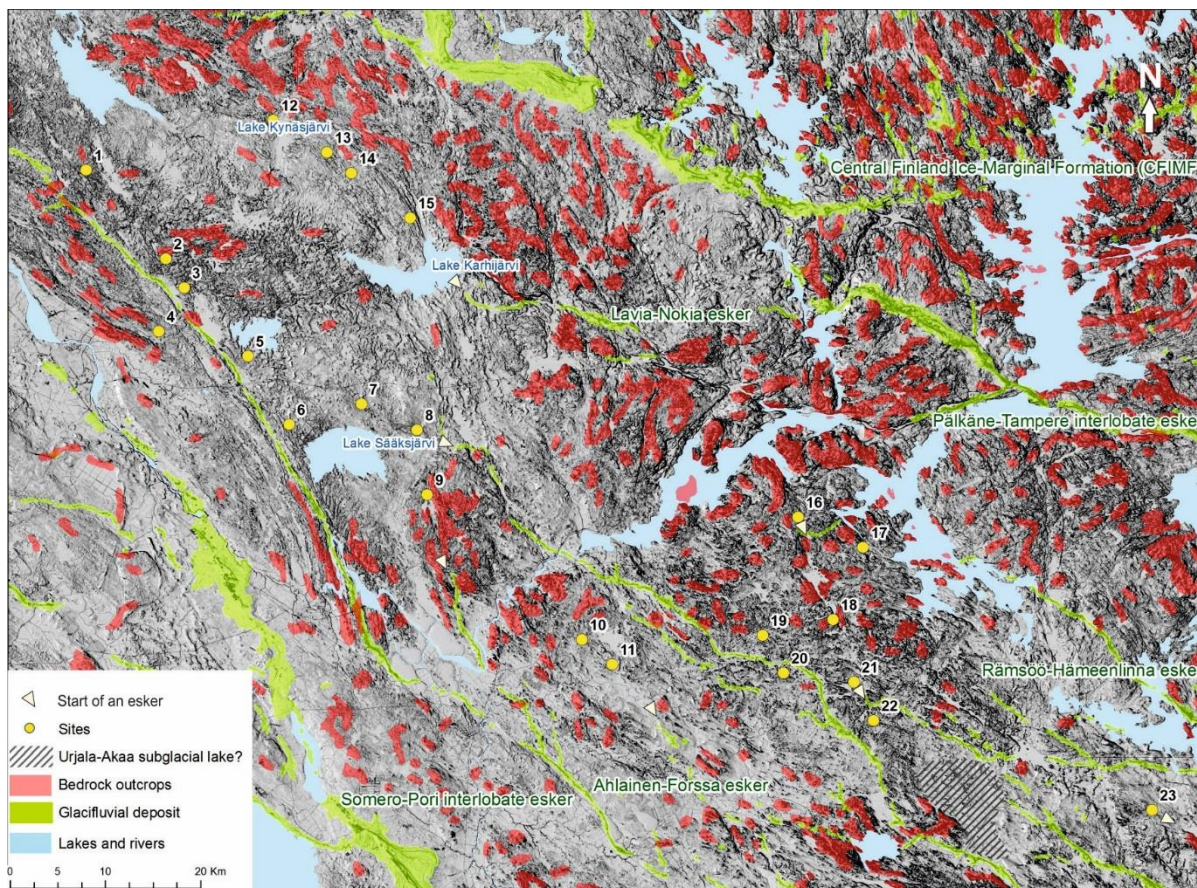 N
12
Lake Kynäsjärvi
13
14
1
Central Finland Ice-Marginal Formation (CFIMF
15
2
Lake Karhijärvi
3
Lavia-Nokia esker
4
5
7
Pälkäne-Tampere interlobate eske
6
8
Lake Sääksjärvi
9
16
17
18
19
10
11
20
21
Rämsöö-Hämeenlinna eske
22
Start of an esker
Sites
Urjala-Akaa subglacial lake?
Bedrock outcrops
Glacifluvial deposit
Lakes and rivers
0 5 10 20 Km
Ahlainen-Forssa esker
Somero-Pori interlobate esker
23